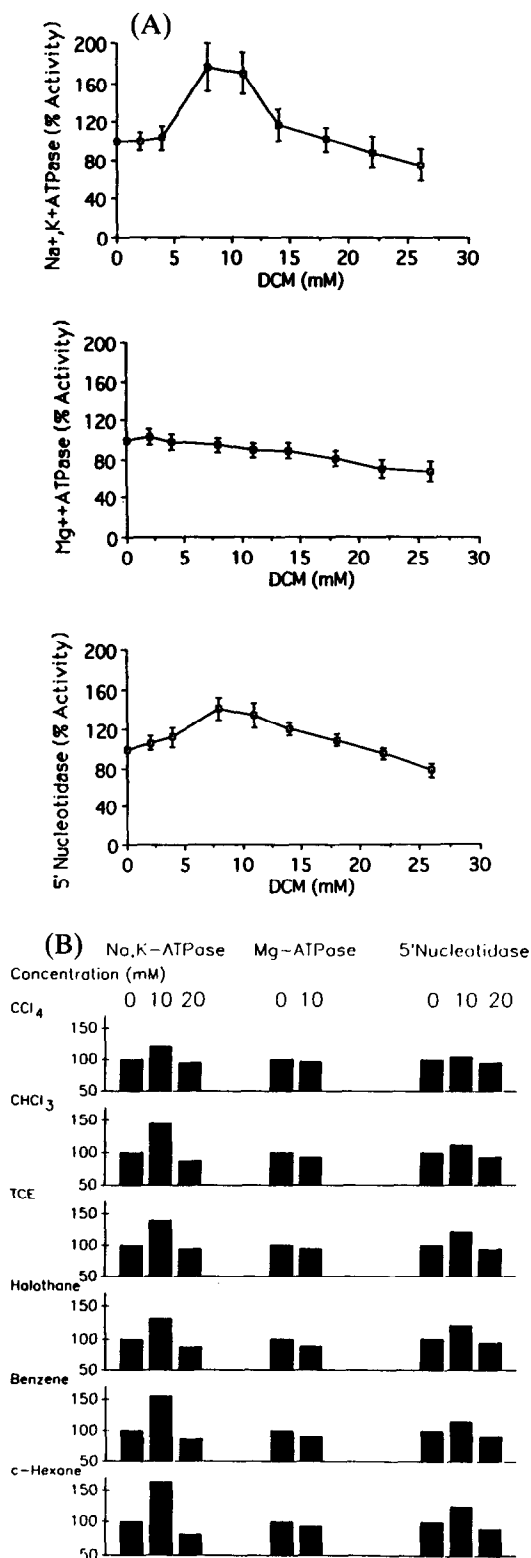 (A)
Na+,K+ATPase (% Activity)
200
160
120
80
40
0
0 5 10 15 20 25 30
DCM (mM)
Mg++ATPase (% Activity)
200
160
120
80
40
0
0 5 10 15 20 25 30
DCM (mM)
5' Nucleotidase (% Activity)
200
160
120
80
40
0
0 5 10 15 20 25 30
DCM (mM)
(B) Na,K-ATPase Mg-ATPase 5'Nucleotidase
Concentration (mM)
0 10 20 0 10 0 10 20
CCl4
150
100
50
CHCl3
150
100
50
TCE
150
100
50
Halothane
150
100
50
Benzene
150
100
50
c-Hexane
150
100
50